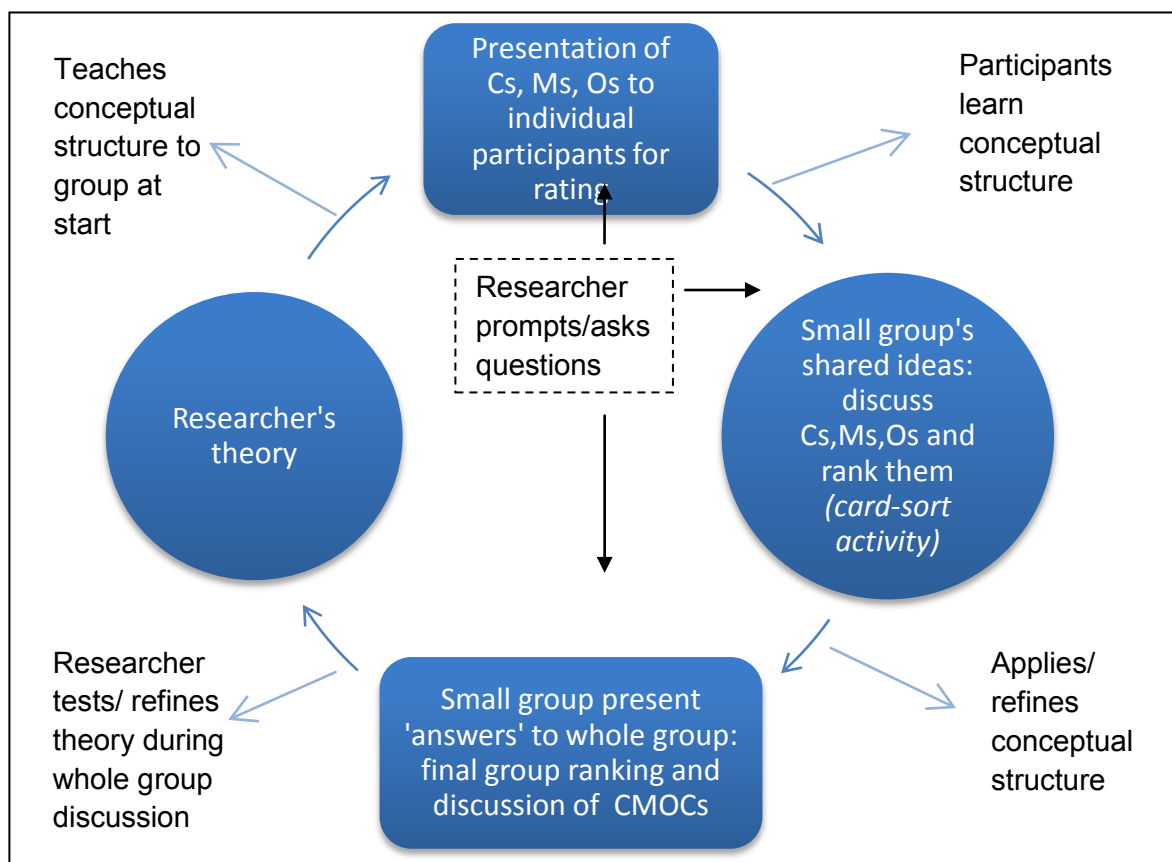 Teaches
conceptual
structure to
group at
start
Presentation of
Cs, Ms, Os to
individual
participants for
rating
Participants
learn
conceptual
structure
Researcher
prompts/asks
questions
Researcher's
theory
Small group's
shared ideas:
discuss
Cs,Ms,Os and
rank them
(card-sort
activity)
Researcher
tests/ refines
theory during
whole group
discussion
Small group present
'answers' to whole group:
final group ranking and
discussion of CMOCs
Applies/
refines
conceptual
structure